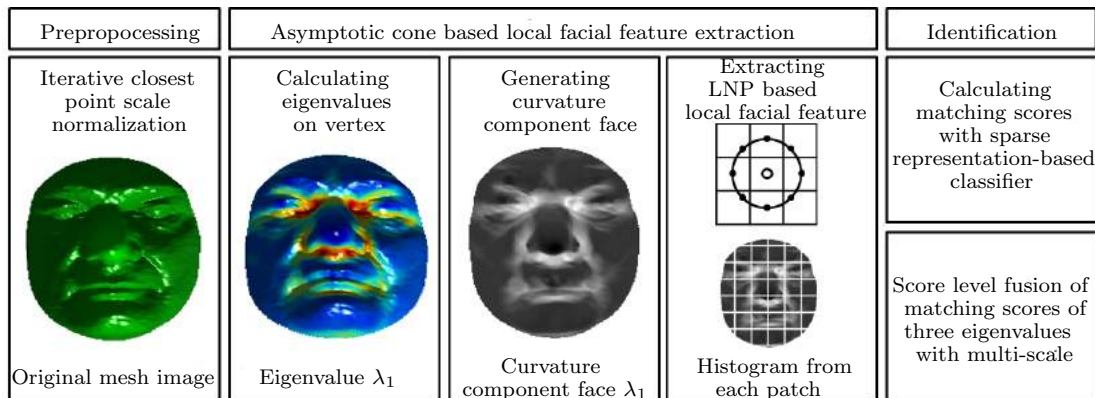 Prepropocessing
Asymptotic cone based local facial feature extraction
Identification
Iterative closest
point scale
normalization
Original mesh image
Calculating
eigenvalues
on vertex
Eigenvalue λ₁
Generating
curvature
component face
Curvature
component face λ₁
Extracting
LNP based
local facial feature
Histogram from
each patch
Calculating
matching scores
with sparse
representation-based
classifier
Score level fusion of
matching scores of
three eigenvalues
with multi-scale